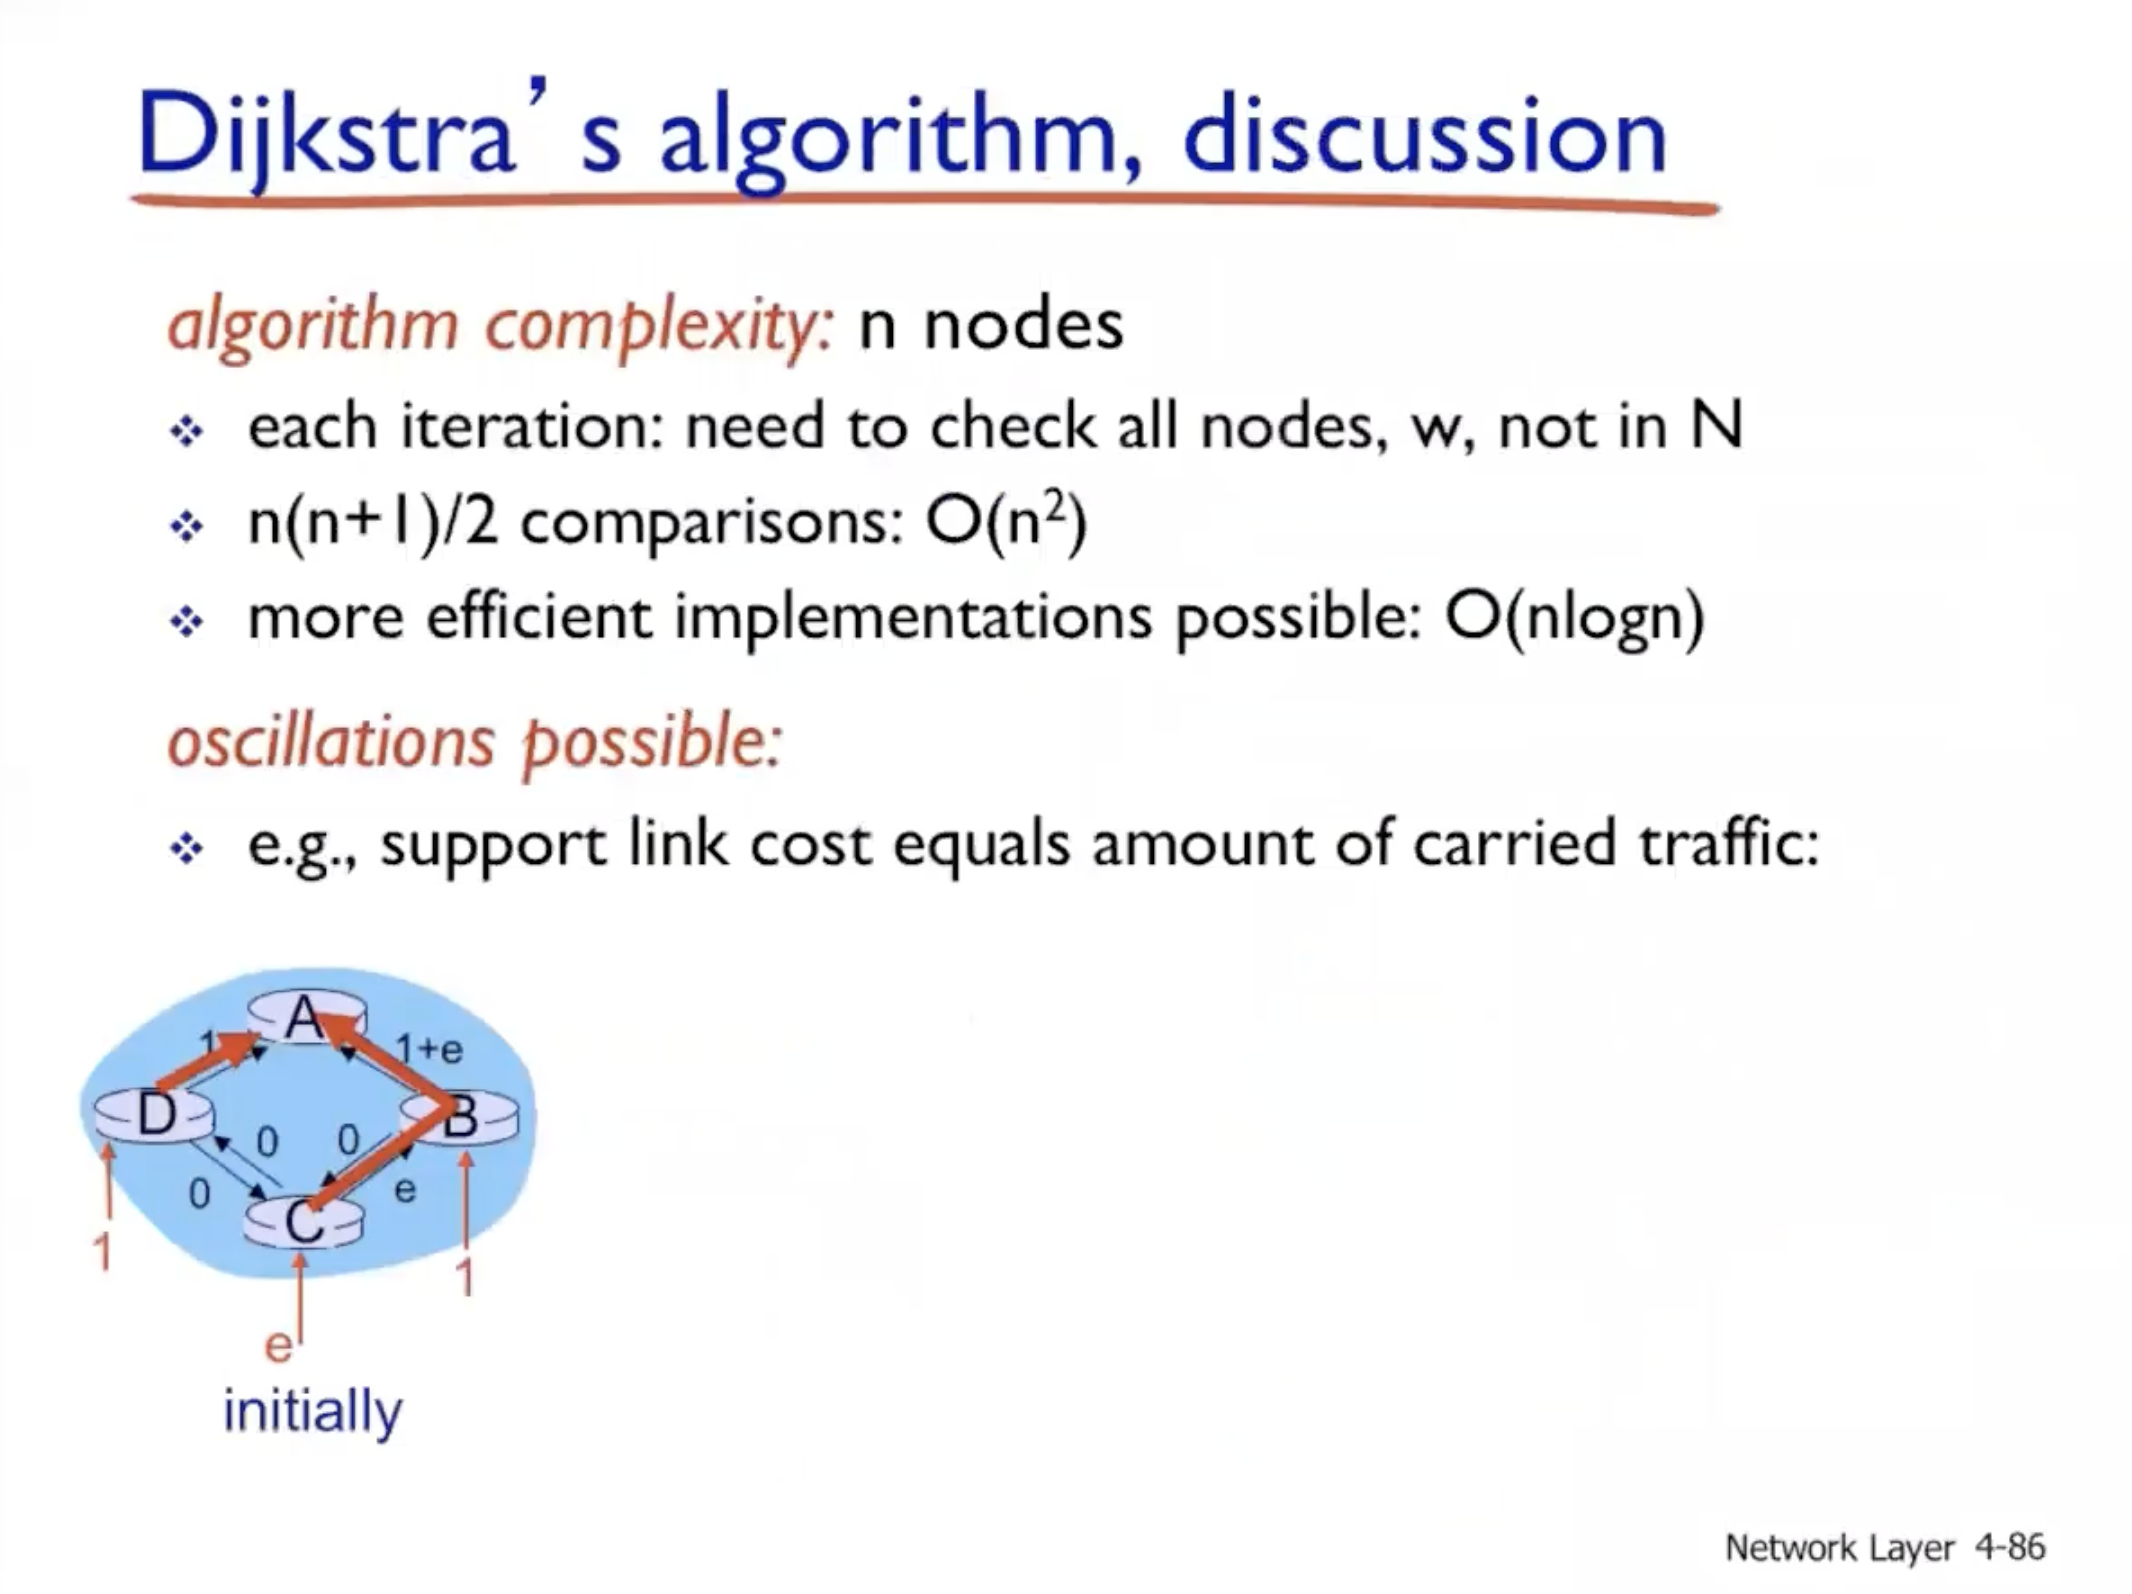 Dijkstra’s algorithm, discussion
algorithm complexity: n nodes
❖ each iteration: need to check all nodes, w, not in N
❖ n(n+1)/2 comparisons: O(n²)
❖ more efficient implementations possible: O(nlogn)
oscillations possible:
❖ e.g., support link cost equals amount of carried traffic:
A
1
1+e
D
B
0
0
0
e
C
1
1
e
initially
Network Layer 4-86